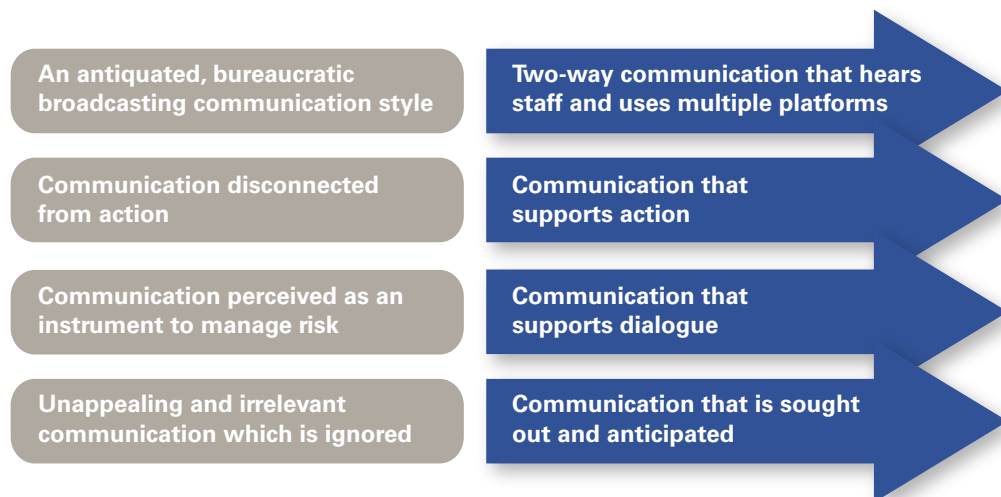 An antiquated, bureaucratic
broadcasting communication style
Two-way communication that hears
staff and uses multiple platforms
Communication disconnected
from action
Communication that
supports action
Communication perceived as an
instrument to manage risk
Communication that
supports dialogue
Unappealing and irrelevant
communication which is ignored
Communication that is sought
out and anticipated